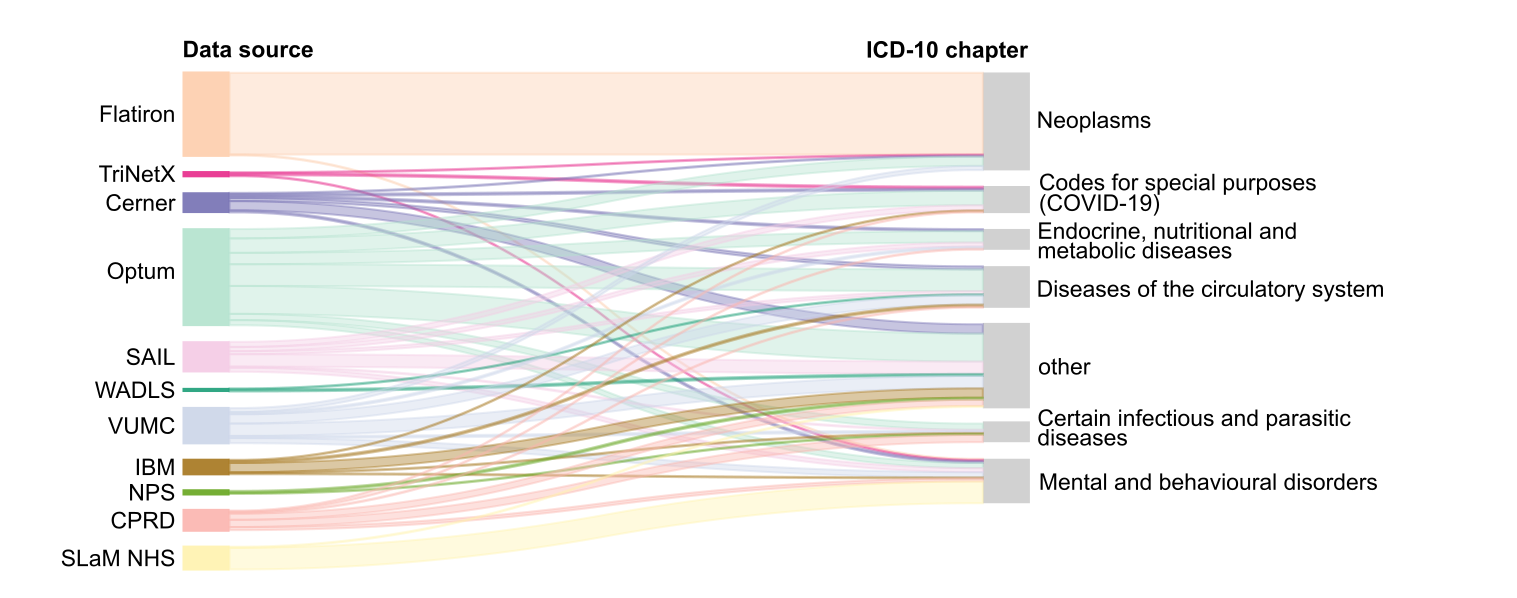 Data source
ICD-10 chapter
Flatiron
TriNetX
Cerner
Optum
SAIL
WADLS
VUMC
IBM
NPS
CPRD
SLaM NHS
Neoplasms
Codes for special purposes
(COVID-19)
Endocrine, nutritional and
metabolic diseases
Diseases of the circulatory system
other
Certain infectious and parasitic
diseases
Mental and behavioural disorders